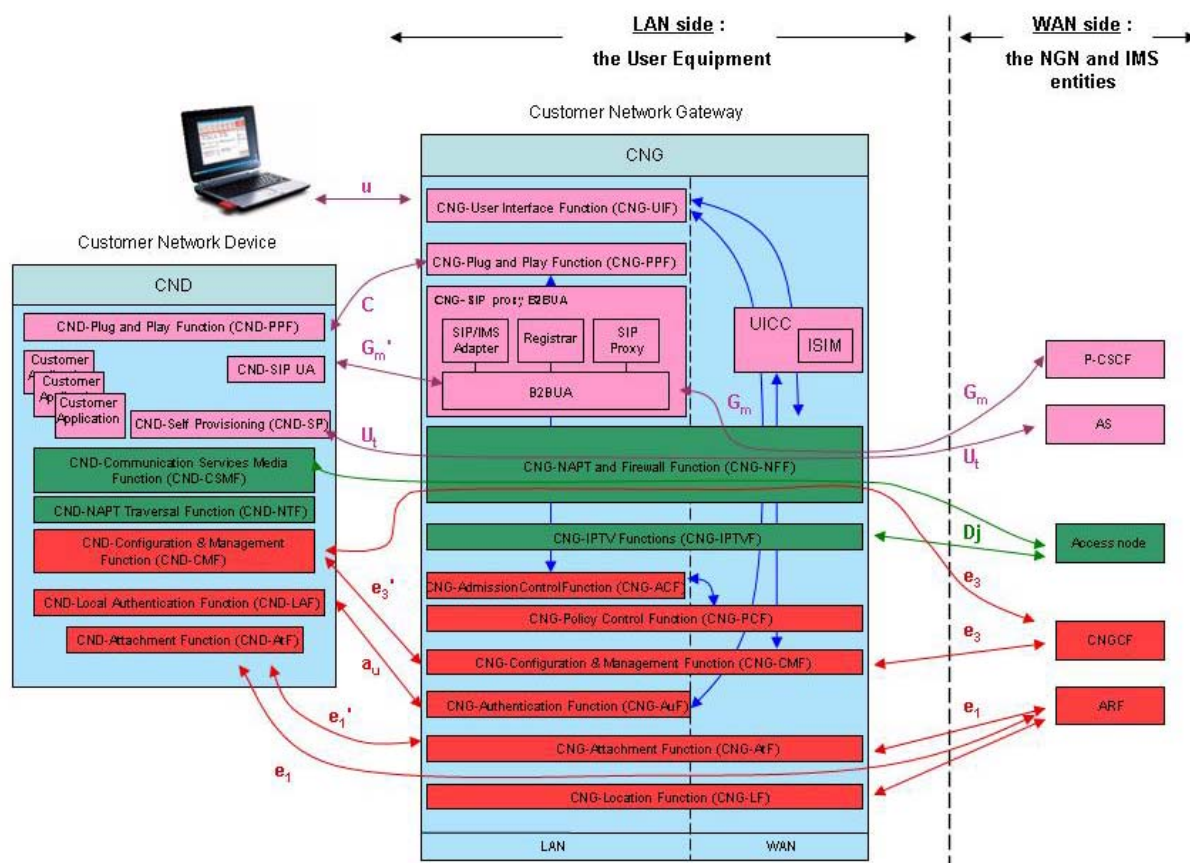 LAN side :
the User Equipment
WAN side :
the NGN and IMS
entities
Customer Network Gateway
CNG
u
CNG-User Interface Function (CNG-UIF)
Customer Network Device
CND
CNG-Plug and Play Function (CNG-PPF)
C
CND-Plug and Play Function (CND-PPF)
CNG-SIP proxy B2BUA
SIP/IMS
Adapter
Registrar
SIP
Proxy
B2BUA
UICC
ISIM
Gm'
Customer
Customer
Customer
Application
CND-SIP UA
CND-Self Provisioning (CND-SP)
Gm
Gm
P-CSCF
AS
Ut
Ut
CND-Communication Services Media
Function (CND-CSMF)
CNG-NAPT and Firewall Function (CNG-NFF)
CND-NAPT Traversal Function (CND-NTF)
CND-Configuration & Management
Function (CND-CMF)
CNG-IPTV Functions (CNG-IPTVF)
Dj
Access node
e3'
e3
CNG-Admission Control Function (CNG-ACF)
CND-Local Authentication Function (CND-LAF)
CNG-Policy Control Function (CNG-PCF)
CND-Attachment Function (CND-AtF)
e3
CNGCF
CNG-Configuration & Management Function (CNG-CMF)
au
CNG-Authentication Function (CNG-AuF)
e1'
e1
ARF
CNG-Attachment Function (CNG-AtF)
e1
CNG-Location Function (CNG-LF)
LAN
WAN